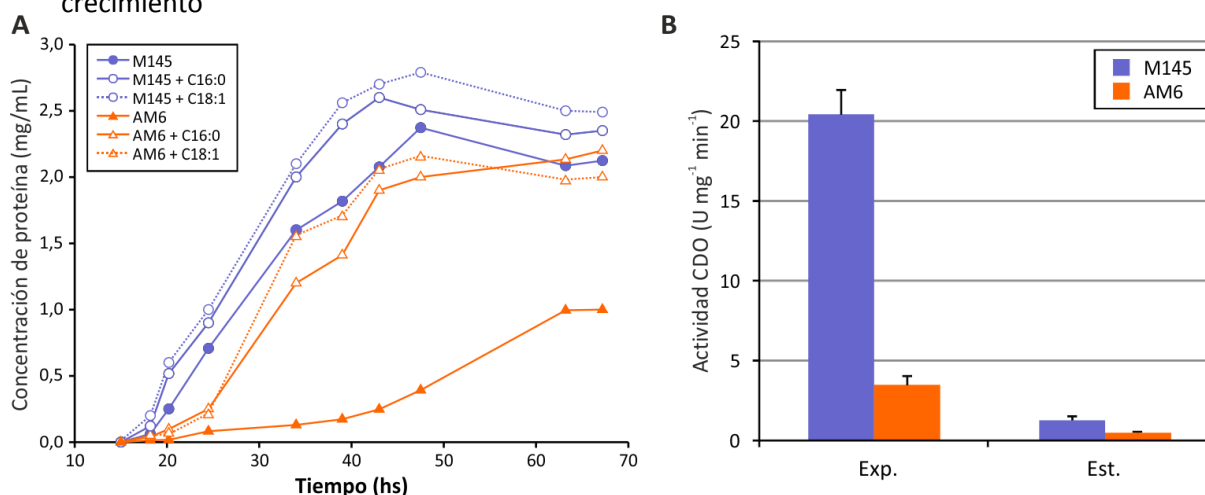 crecimiento
A
Concentración de proteína (mg/mL)
3,0
2,5
2,0
1,5
1,0
0,5
0,0
M145
M145 + C16:0
M145 + C18:1
AM6
AM6 + C16:0
AM6 + C18:1
10 20 30 40 50 60 70
Tiempo (hs)
B
Actividad CDO (U mg⁻¹ min⁻¹)
25
20
15
10
5
0
M145
AM6
Exp. Est.